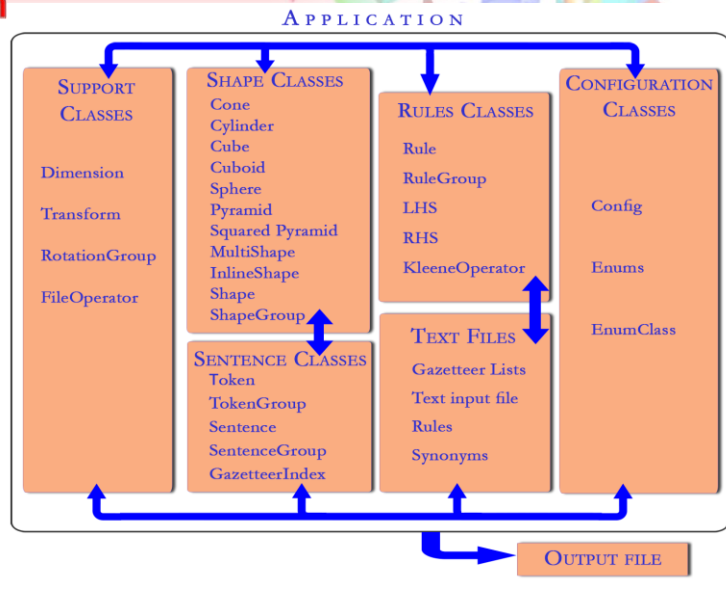 APPLICATION
SUPPORT
CLASSES
Dimension
Transform
RotationGroup
FileOperator
SHAPE CLASSES
Cone
Cylinder
Cube
Cuboid
Sphere
Pyramid
Squared Pyramid
MultiShape
InlineShape
Shape
ShapeGroup
SENTENCE CLASSES
Token
TokenGroup
Sentence
SentenceGroup
GazetteerIndex
RULES CLASSES
Rule
RuleGroup
LHS
RHS
KleeneOperator
TEXT FILES
Gazetteer Lists
Text input file
Rules
Synonyms
CONFIGURATION
CLASSES
Config
Enums
EnumClass
OUTPUT FILE